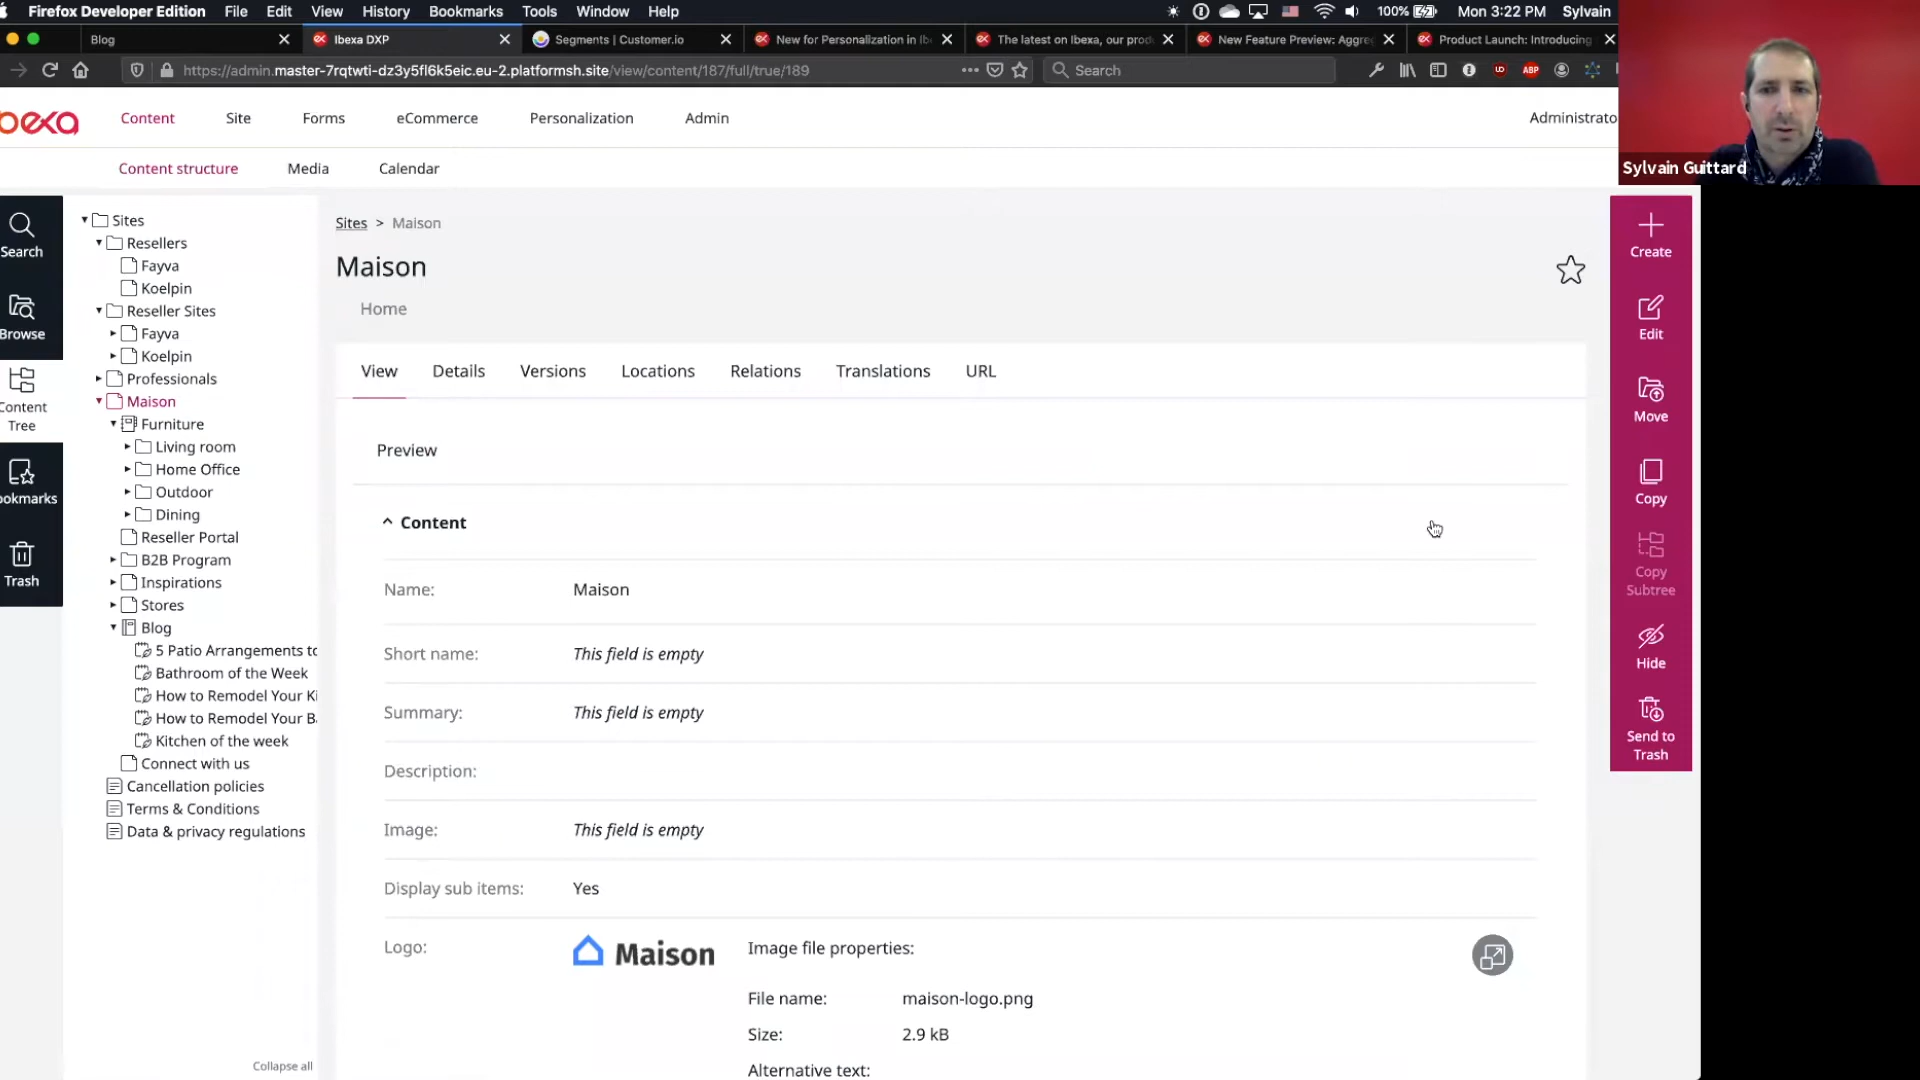 Firefox Developer Edition File Edit View History Bookmarks Tools Window Help 100% Mon 3:22 PM Sylvain
Blog Ibexa DXP Segments | Customer.io New for Personalization in Ib The latest on Ibexa, our prod New Feature Preview: Aggre Product Launch: Introducing
https://admin.master-7rqtwti-dz3y5fl6k5eic.eu-2.platformsh.site/view/content/187/full/true/189 Search
Content Site Forms eCommerce Personalization Admin Administrato
Content structure Media Calendar
Sylvain Guittard
Search
Browse
Content
Tree
ookmarks
Trash
Sites
Resellers
Fayva
Koelpin
Reseller Sites
Fayva
Koelpin
Professionals
Maison
Furniture
Living room
Home Office
Outdoor
Dining
Reseller Portal
B2B Program
Inspirations
Stores
Blog
5 Patio Arrangements to
Bathroom of the Week
How to Remodel Your Ki
How to Remodel Your B
Kitchen of the week
Connect with us
Cancellation policies
Terms & Conditions
Data & privacy regulations
Collapse all
Sites > Maison
Maison
Home
View Details Versions Locations Relations Translations URL
Preview
Content
Name: Maison
Short name: This field is empty
Summary: This field is empty
Description:
Image: This field is empty
Display sub items: Yes
Logo: Maison Image file properties:
File name: maison-logo.png
Size: 2.9 kB
Alternative text:
Create
Edit
Move
Copy
Copy
Subtree
Hide
Send to
Trash